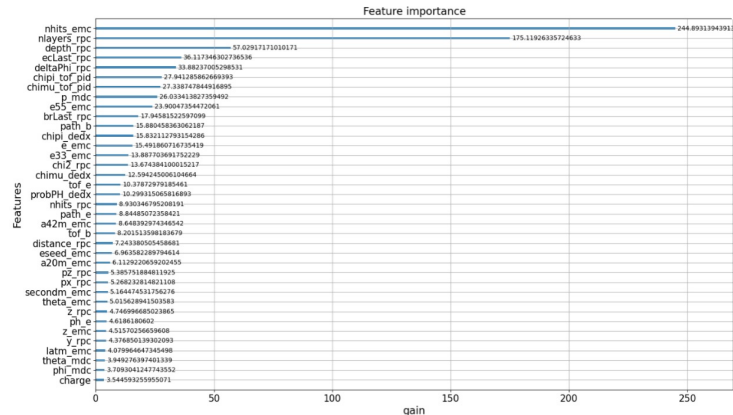 Feature importance
nhits_emc 244.89313943913
nlayers_rpc 175.11926335724633
depth_rpc 57.02917171010171
ecLast_rpc 36.117346302736536
deltaPhi_rpc 33.88237005298531
chipi_tof_pid 27.941285862669393
chimu_tof_pid 27.338747844916895
p_mdc 26.033413827359492
e55_emc 23.90047354472061
brLast_rpc 17.94581522597099
path_b 15.880458363062187
chipi_dedx 15.832112793154286
e_emc 15.491860716735419
e33_emc 13.887703691752229
chi2_rpc 13.674384100015217
chimu_dedx 12.594245006104664
tof_e 10.37872979185461
probPH_dedx 10.299315065816893
nhits_rpc 8.930346795208191
path_e 8.84485072358421
a42m_emc 8.648392974346542
tof_b 8.201513598183679
distance_rpc 7.243380505458681
eseed_emc 6.963582289794614
a20m_emc 6.1129220659202455
pz_rpc 5.385751884811925
px_rpc 5.268232814821108
secondm_emc 5.164474531756276
theta_emc 5.015628941503583
z_rpc 4.746996685023865
ph_e 4.6186180602
z_emc 4.51570256659608
y_rpc 4.376850139302093
latm_emc 4.079964647345498
theta_mdc 3.949276397401339
phi_mdc 3.7093041247743552
charge 3.544593255955071
Features
0 50 100 150 200 250
gain